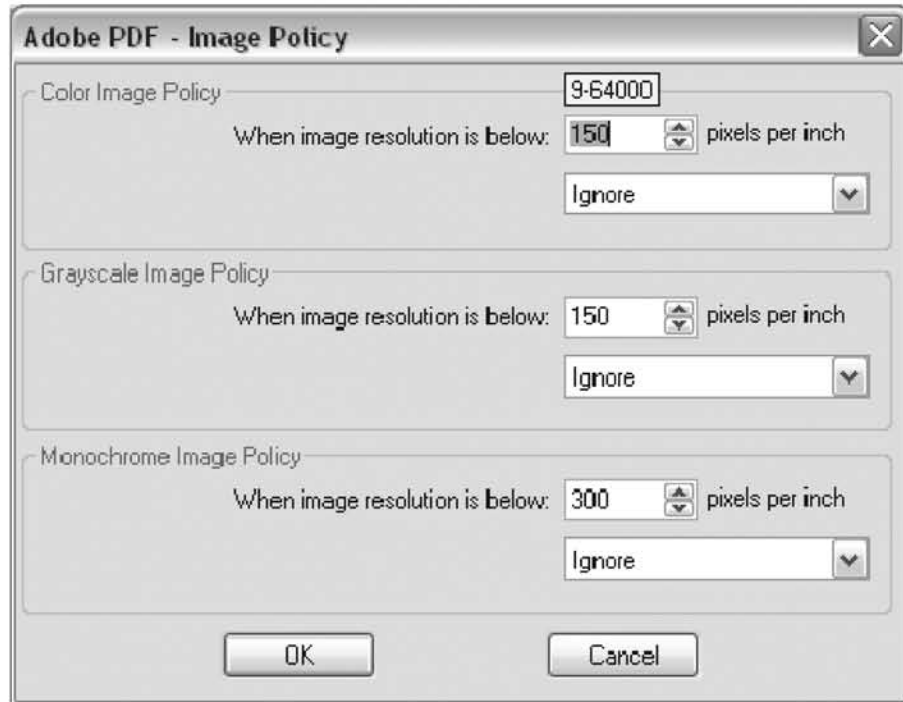 Adobe PDF - Image Policy
Color Image Policy
9-64000
When image resolution is below: 150 pixels per inch
Ignore
Grayscale Image Policy
When image resolution is below: 150 pixels per inch
Ignore
Monochrome Image Policy
When image resolution is below: 300 pixels per inch
Ignore
OK Cancel